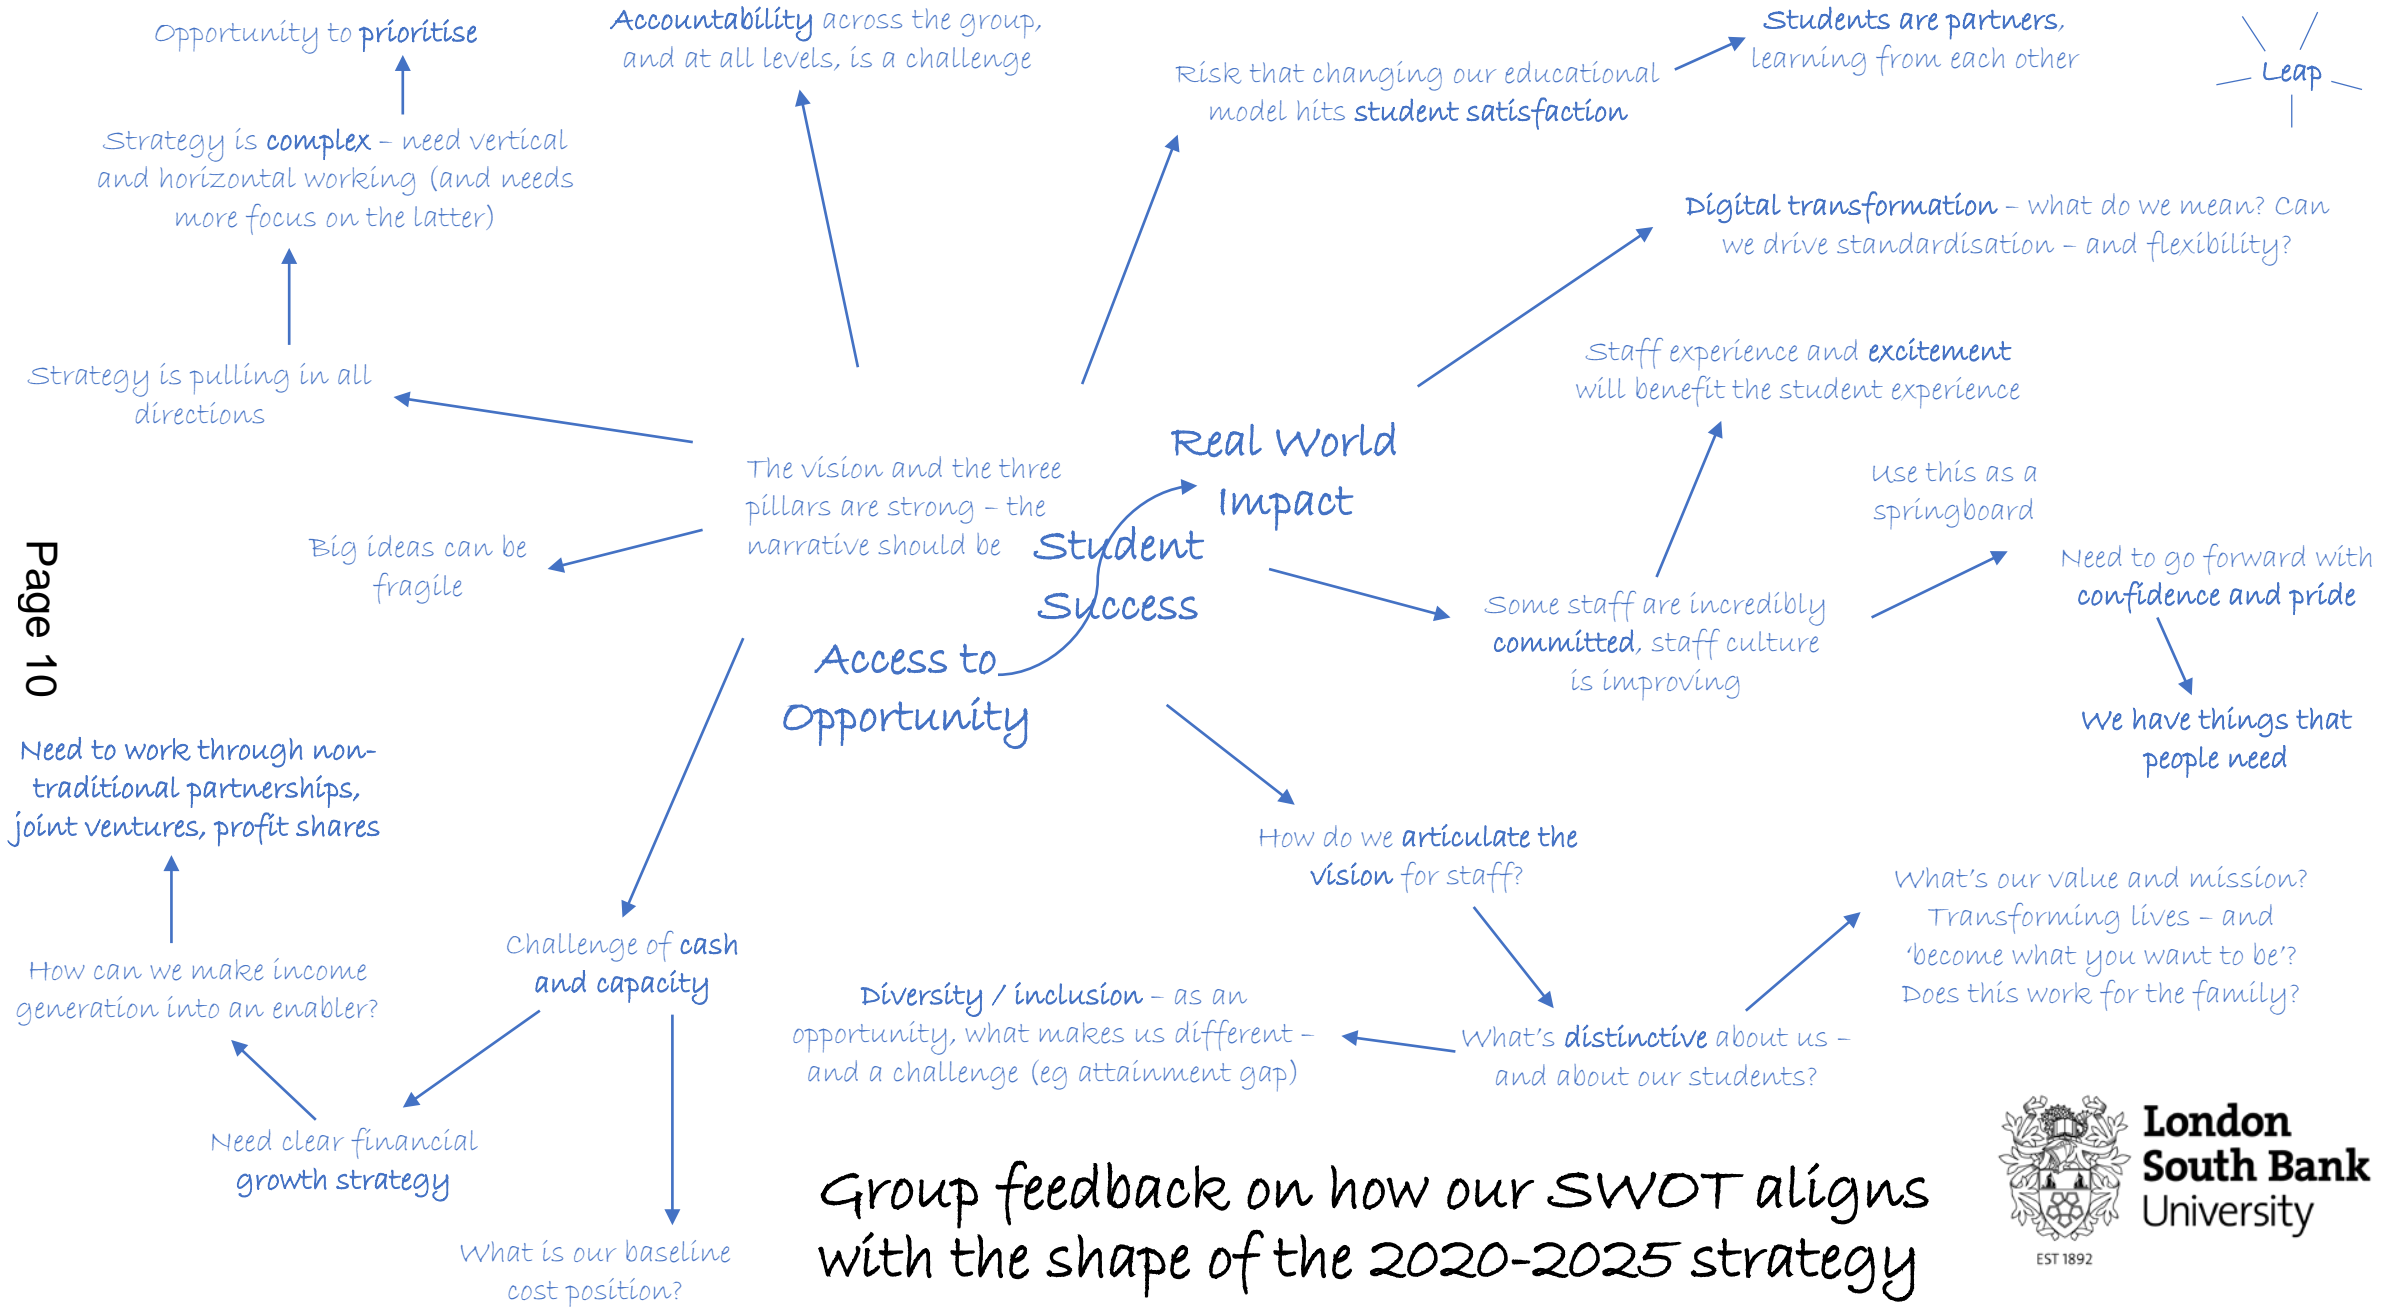 Opportunity to prioritise
Strategy is complex – need vertical
and horizontal working (and needs
more focus on the latter)
Strategy is pulling in all
directions
Big ideas can be
fragile
Accountability across the group,
and at all levels, is a challenge
Risk that changing our educational
model hits student satisfaction
Students are partners,
learning from each other
Leap
Digital transformation – what do we mean? Can
we drive standardisation – and flexibility?
Staff experience and excitement
will benefit the student experience
Use this as a
springboard
Need to go forward with
confidence and pride
We have things that
people need
Some staff are incredibly
committed, staff culture
is improving
The vision and the three
pillars are strong – the
narrative should be
Real World
Impact
Student
Success
Access to
Opportunity
Page 10
Need to work through non-
traditional partnerships,
joint ventures, profit shares
How can we make income
generation into an enabler?
Challenge of cash
and capacity
Need clear financial
growth strategy
What is our baseline
cost position?
How do we articulate the
vision for staff?
What's distinctive about us –
and about our students?
Diversity / inclusion – as an
opportunity, what makes us different –
and a challenge (eg attainment gap)
What's our value and mission?
Transforming lives – and
‘become what you want to be’?
Does this work for the family?
Group feedback on how our SWOT aligns
with the shape of the 2020-2025 strategy
London
South Bank
University
EST 1892